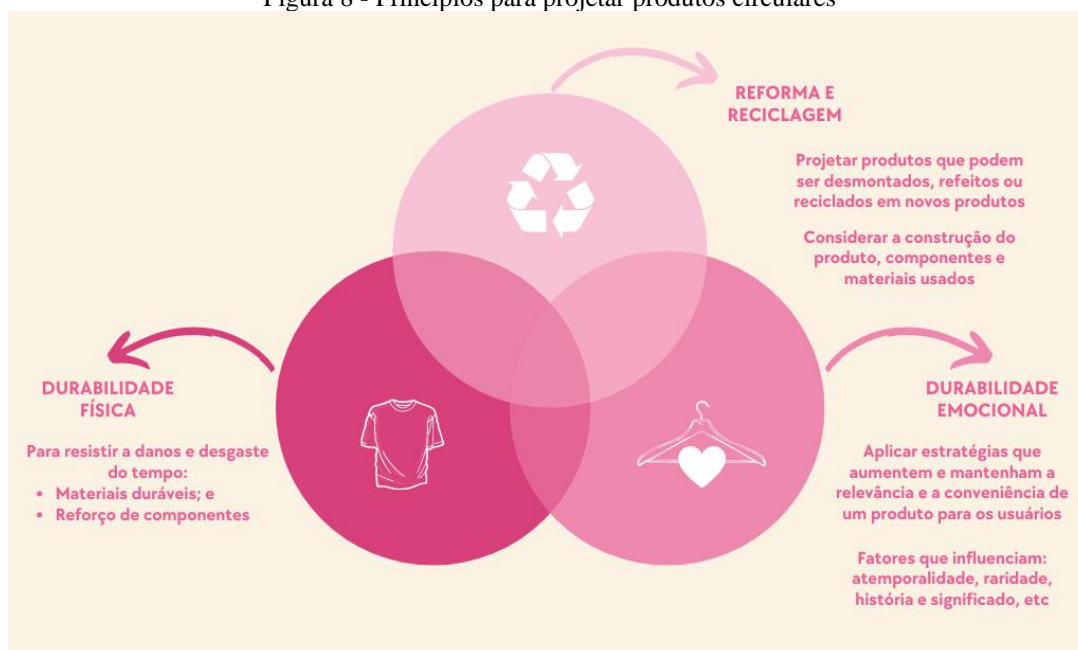 Figura 8 - Princípios para projetar produtos circulares
REFORMA E
RECICLAGEM
Projetar produtos que podem
ser desmontados, refeitos ou
reciclados em novos produtos
Considerar a construção do
produto, componentes e
materiais usados
DURABILIDADE
FÍSICA
Para resistir a danos e desgaste
do tempo:
• Materiais duráveis; e
• Reforço de componentes
DURABILIDADE
EMOCIONAL
Aplicar estratégias que
aumentem e mantenham a
relevância e a conveniência de
um produto para os usuários
Fatores que influenciam:
atemporalidade, raridade,
história e significado, etc